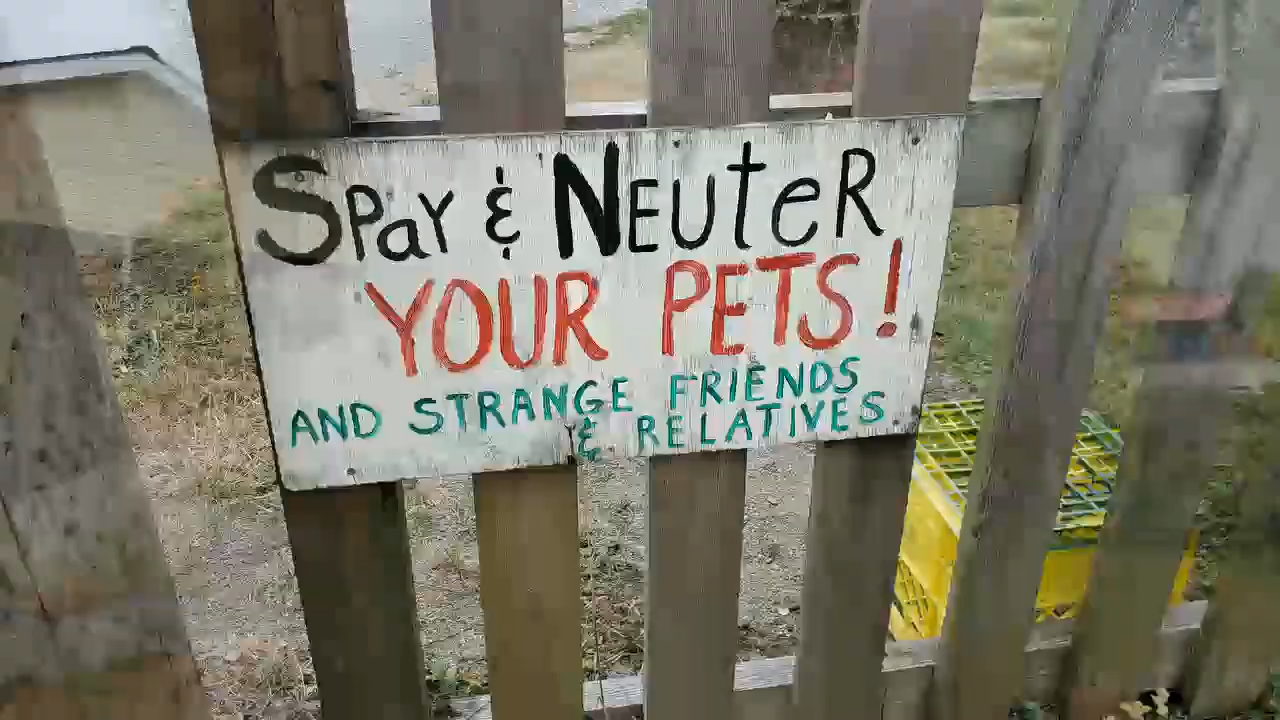 SPay & NEUteR
YOUR PETS!
AND STRANGE FRIENDS
& RELATIVES